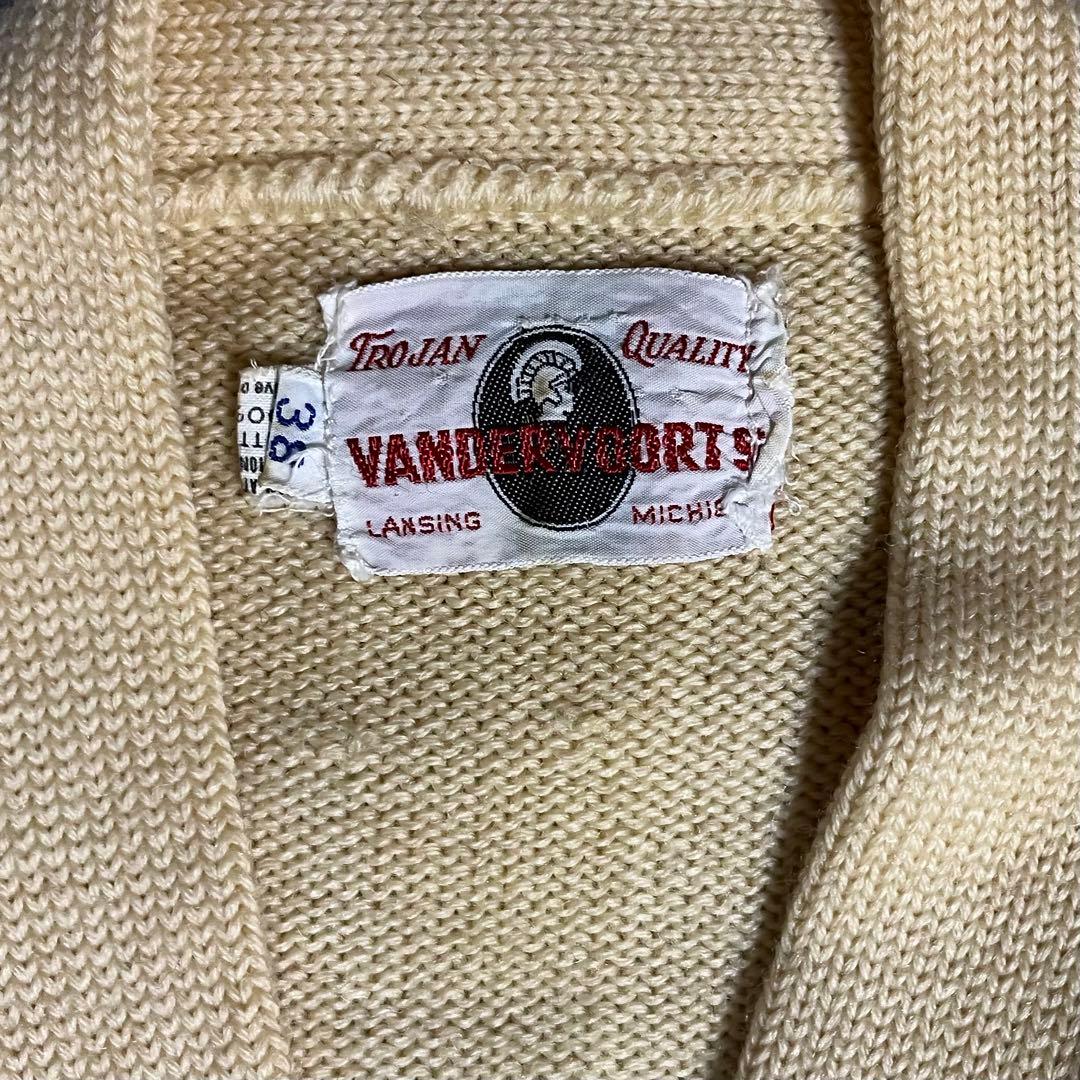 TROJAN QUALITY
VANDERVOORT'S
LANSING MICHIG
38